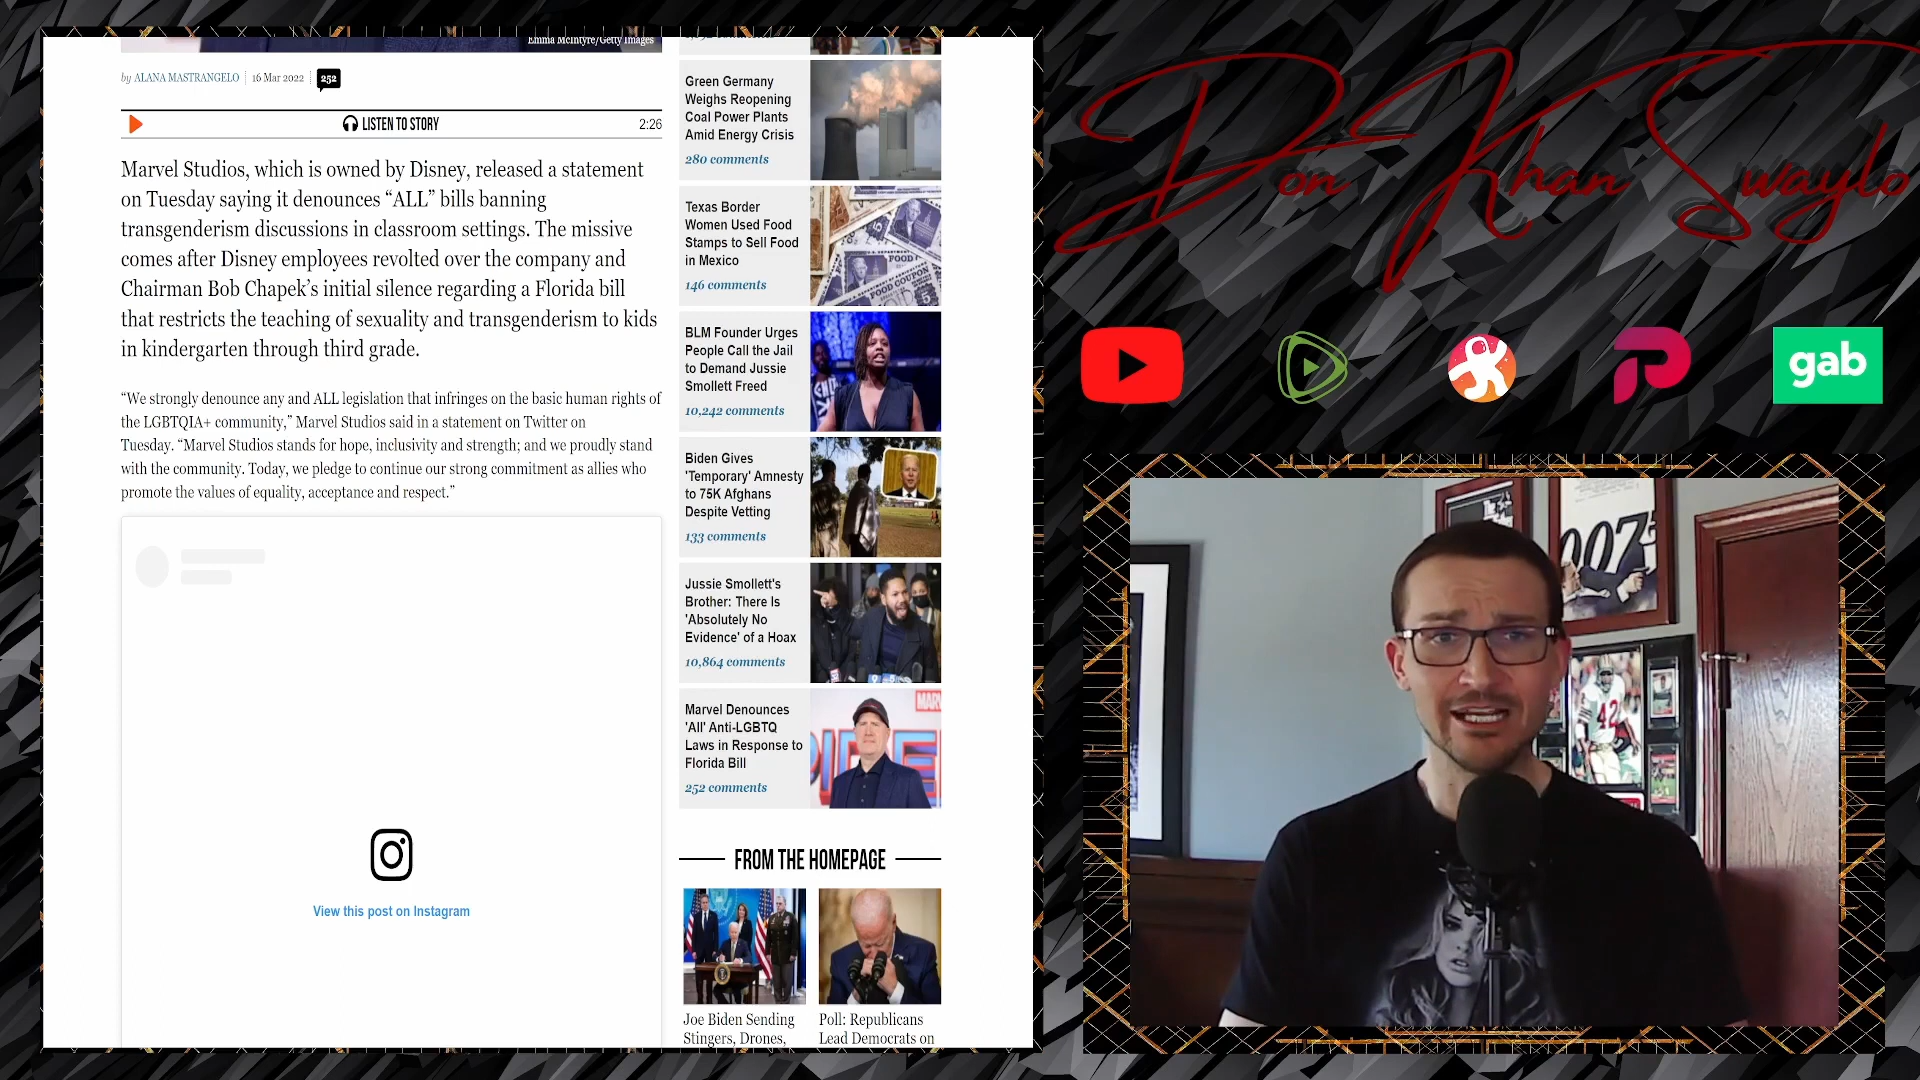 Emma McIntyre/Getty Images
by ALANA MASTRANGELO 16 Mar 2022 252
LISTEN TO STORY 2:26
Marvel Studios, which is owned by Disney, released a statement
on Tuesday saying it denounces “ALL” bills banning
transgenderism discussions in classroom settings. The missive
comes after Disney employees revolted over the company and
Chairman Bob Chapek’s initial silence regarding a Florida bill
that restricts the teaching of sexuality and transgenderism to kids
in kindergarten through third grade.
“We strongly denounce any and ALL legislation that infringes on the basic human rights of
the LGBTQIA+ community,” Marvel Studios said in a statement on Twitter on
Tuesday. “Marvel Studios stands for hope, inclusivity and strength; and we proudly stand
with the community. Today, we pledge to continue our strong commitment as allies who
promote the values of equality, acceptance and respect.”
View this post on Instagram
Green Germany
Weighs Reopening
Coal Power Plants
Amid Energy Crisis
280 comments
Texas Border
Women Used Food
Stamps to Sell Food
in Mexico
146 comments
FOOD COUPON
BLM Founder Urges
People Call the Jail
to Demand Jussie
Smollett Freed
10,242 comments
Biden Gives
'Temporary' Amnesty
to 75K Afghans
Despite Vetting
133 comments
Jussie Smollett's
Brother: There Is
'Absolutely No
Evidence' of a Hoax
10,864 comments
Marvel Denounces
'All' Anti-LGBTQ
Laws in Response to
Florida Bill
252 comments
FROM THE HOMEPAGE
Joe Biden Sending
Stingers, Drones,
Poll: Republicans
Lead Democrats on
Don Khan Swaylo
gab
007
42